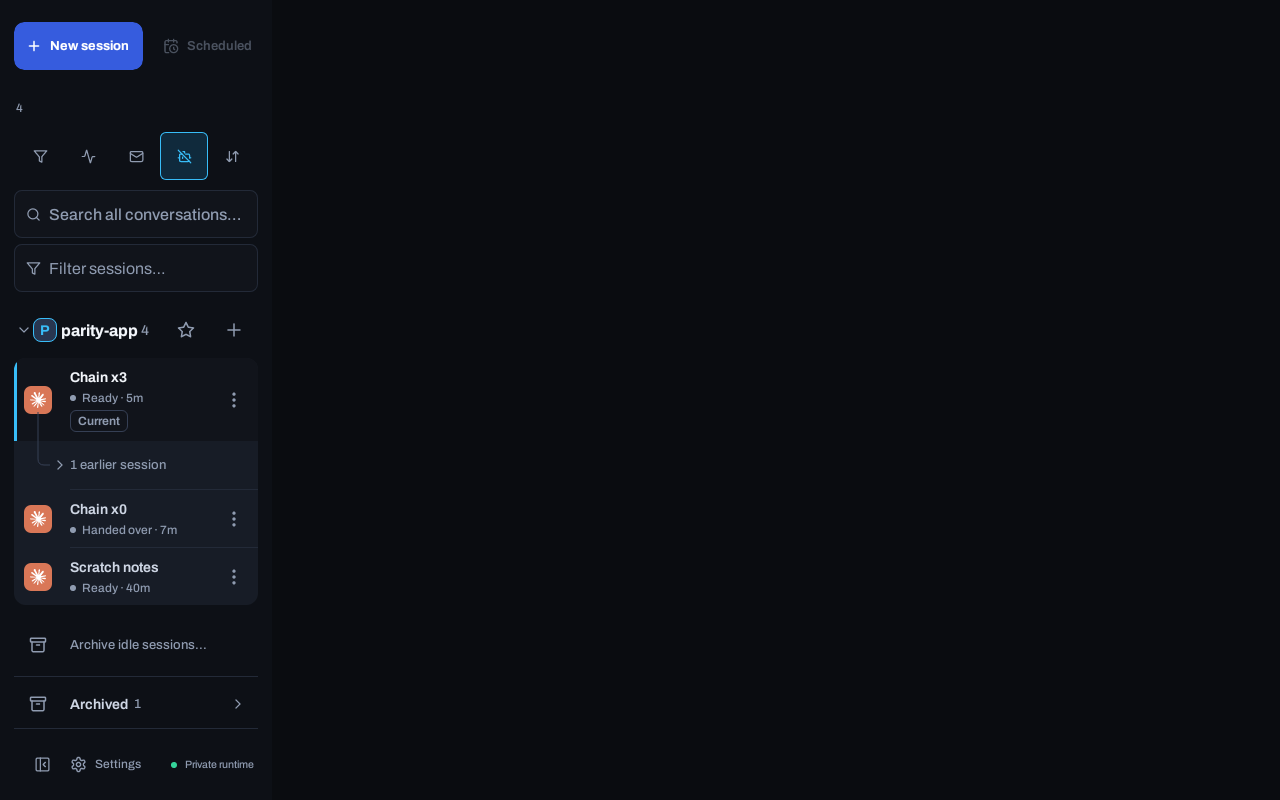 New session
Scheduled
4
Search all conversations...
Filter sessions...
P parity-app 4
Chain x3
Ready · 5m
Current
1 earlier session
Chain x0
Handed over · 7m
Scratch notes
Ready · 40m
Archive idle sessions...
Archived 1
Settings
Private runtime